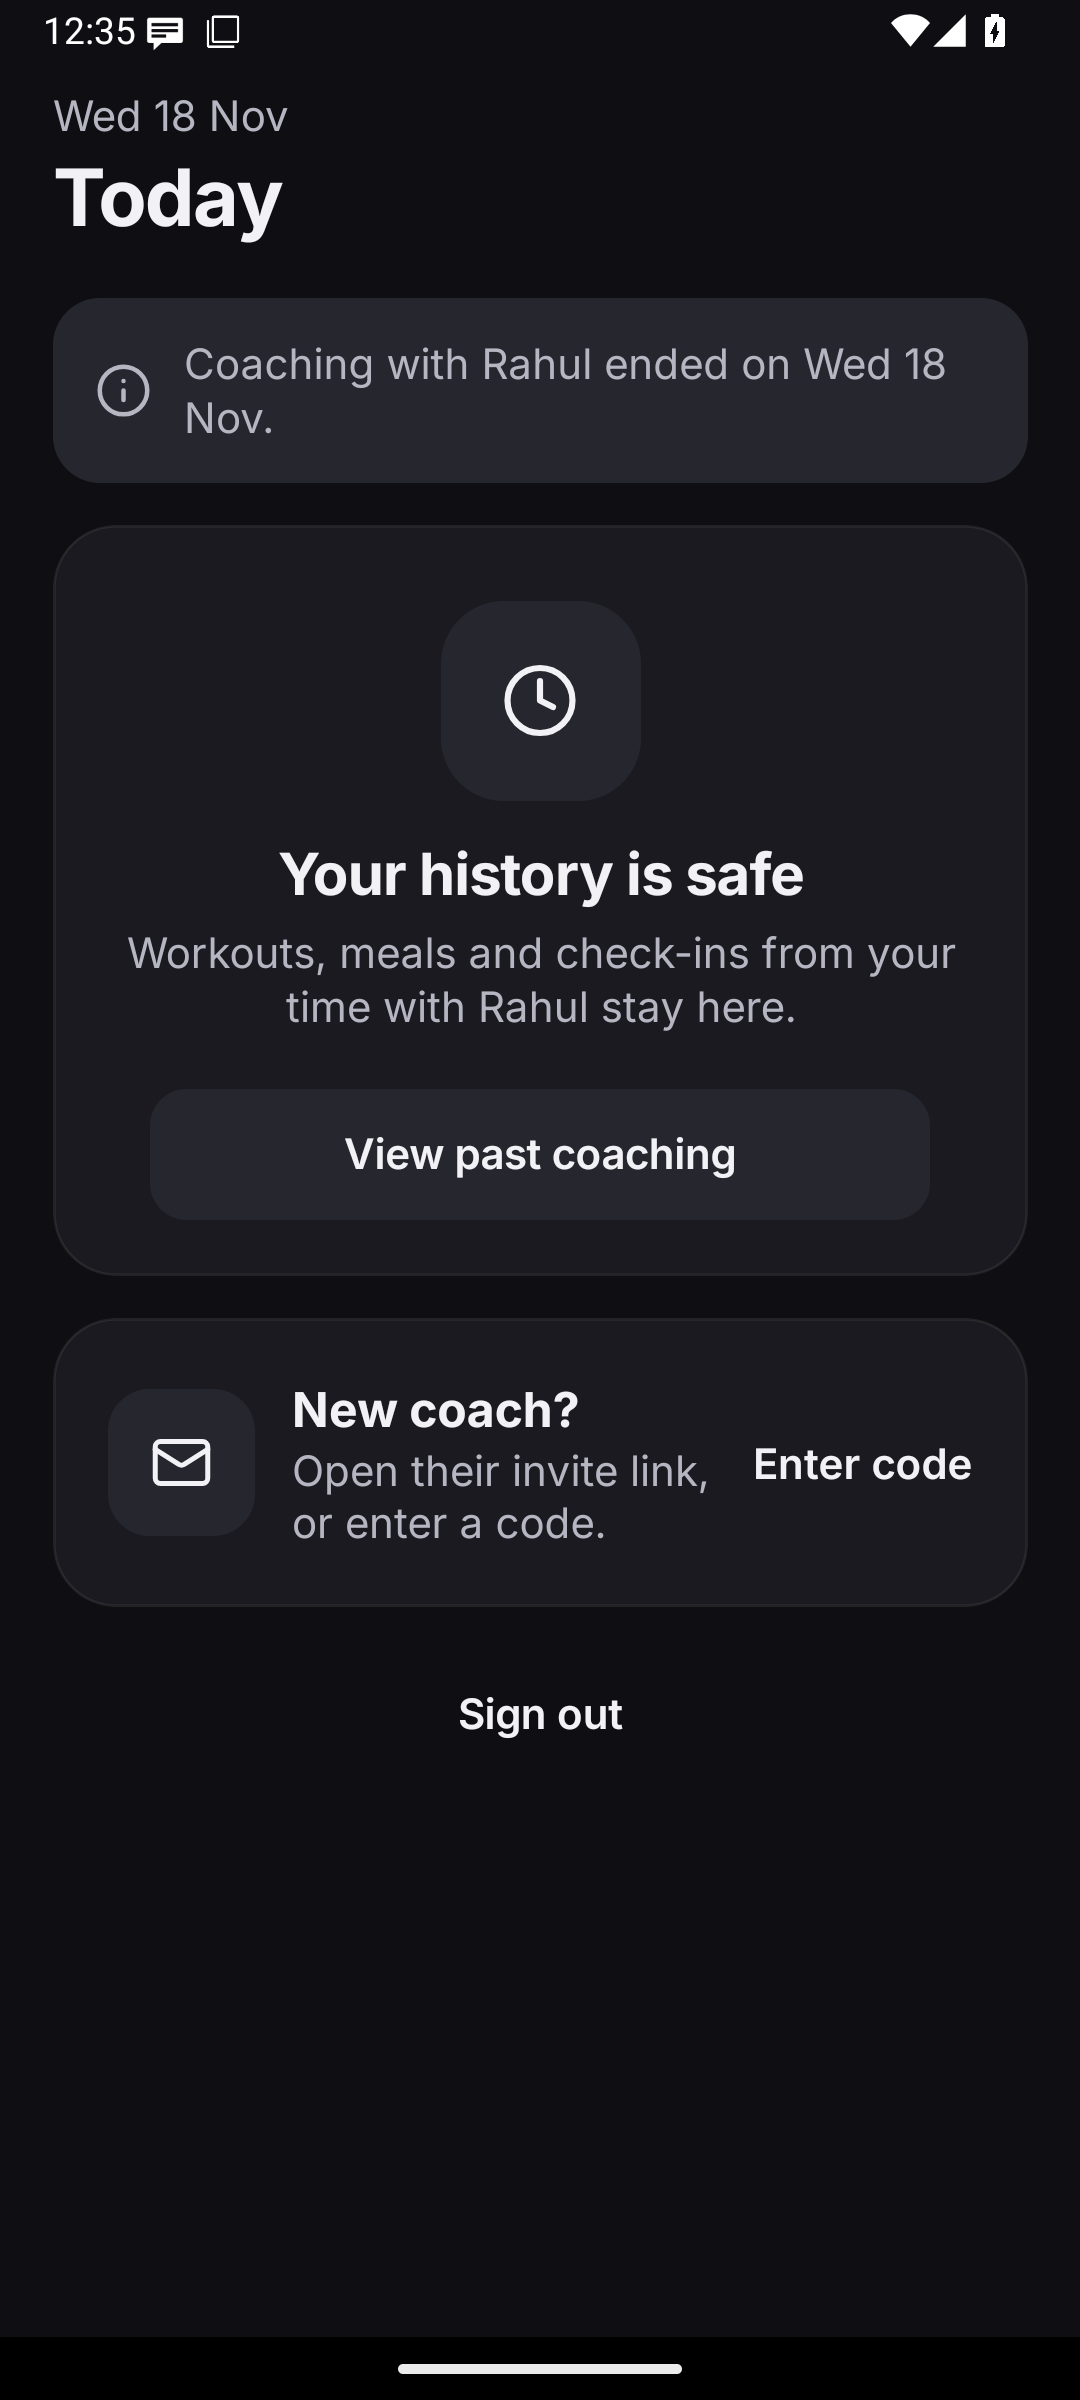 12:35
Wed 18 Nov
Today
Coaching with Rahul ended on Wed 18
Nov.
Your history is safe
Workouts, meals and check-ins from your
time with Rahul stay here.
View past coaching
New coach?
Open their invite link,
or enter a code.
Enter code
Sign out